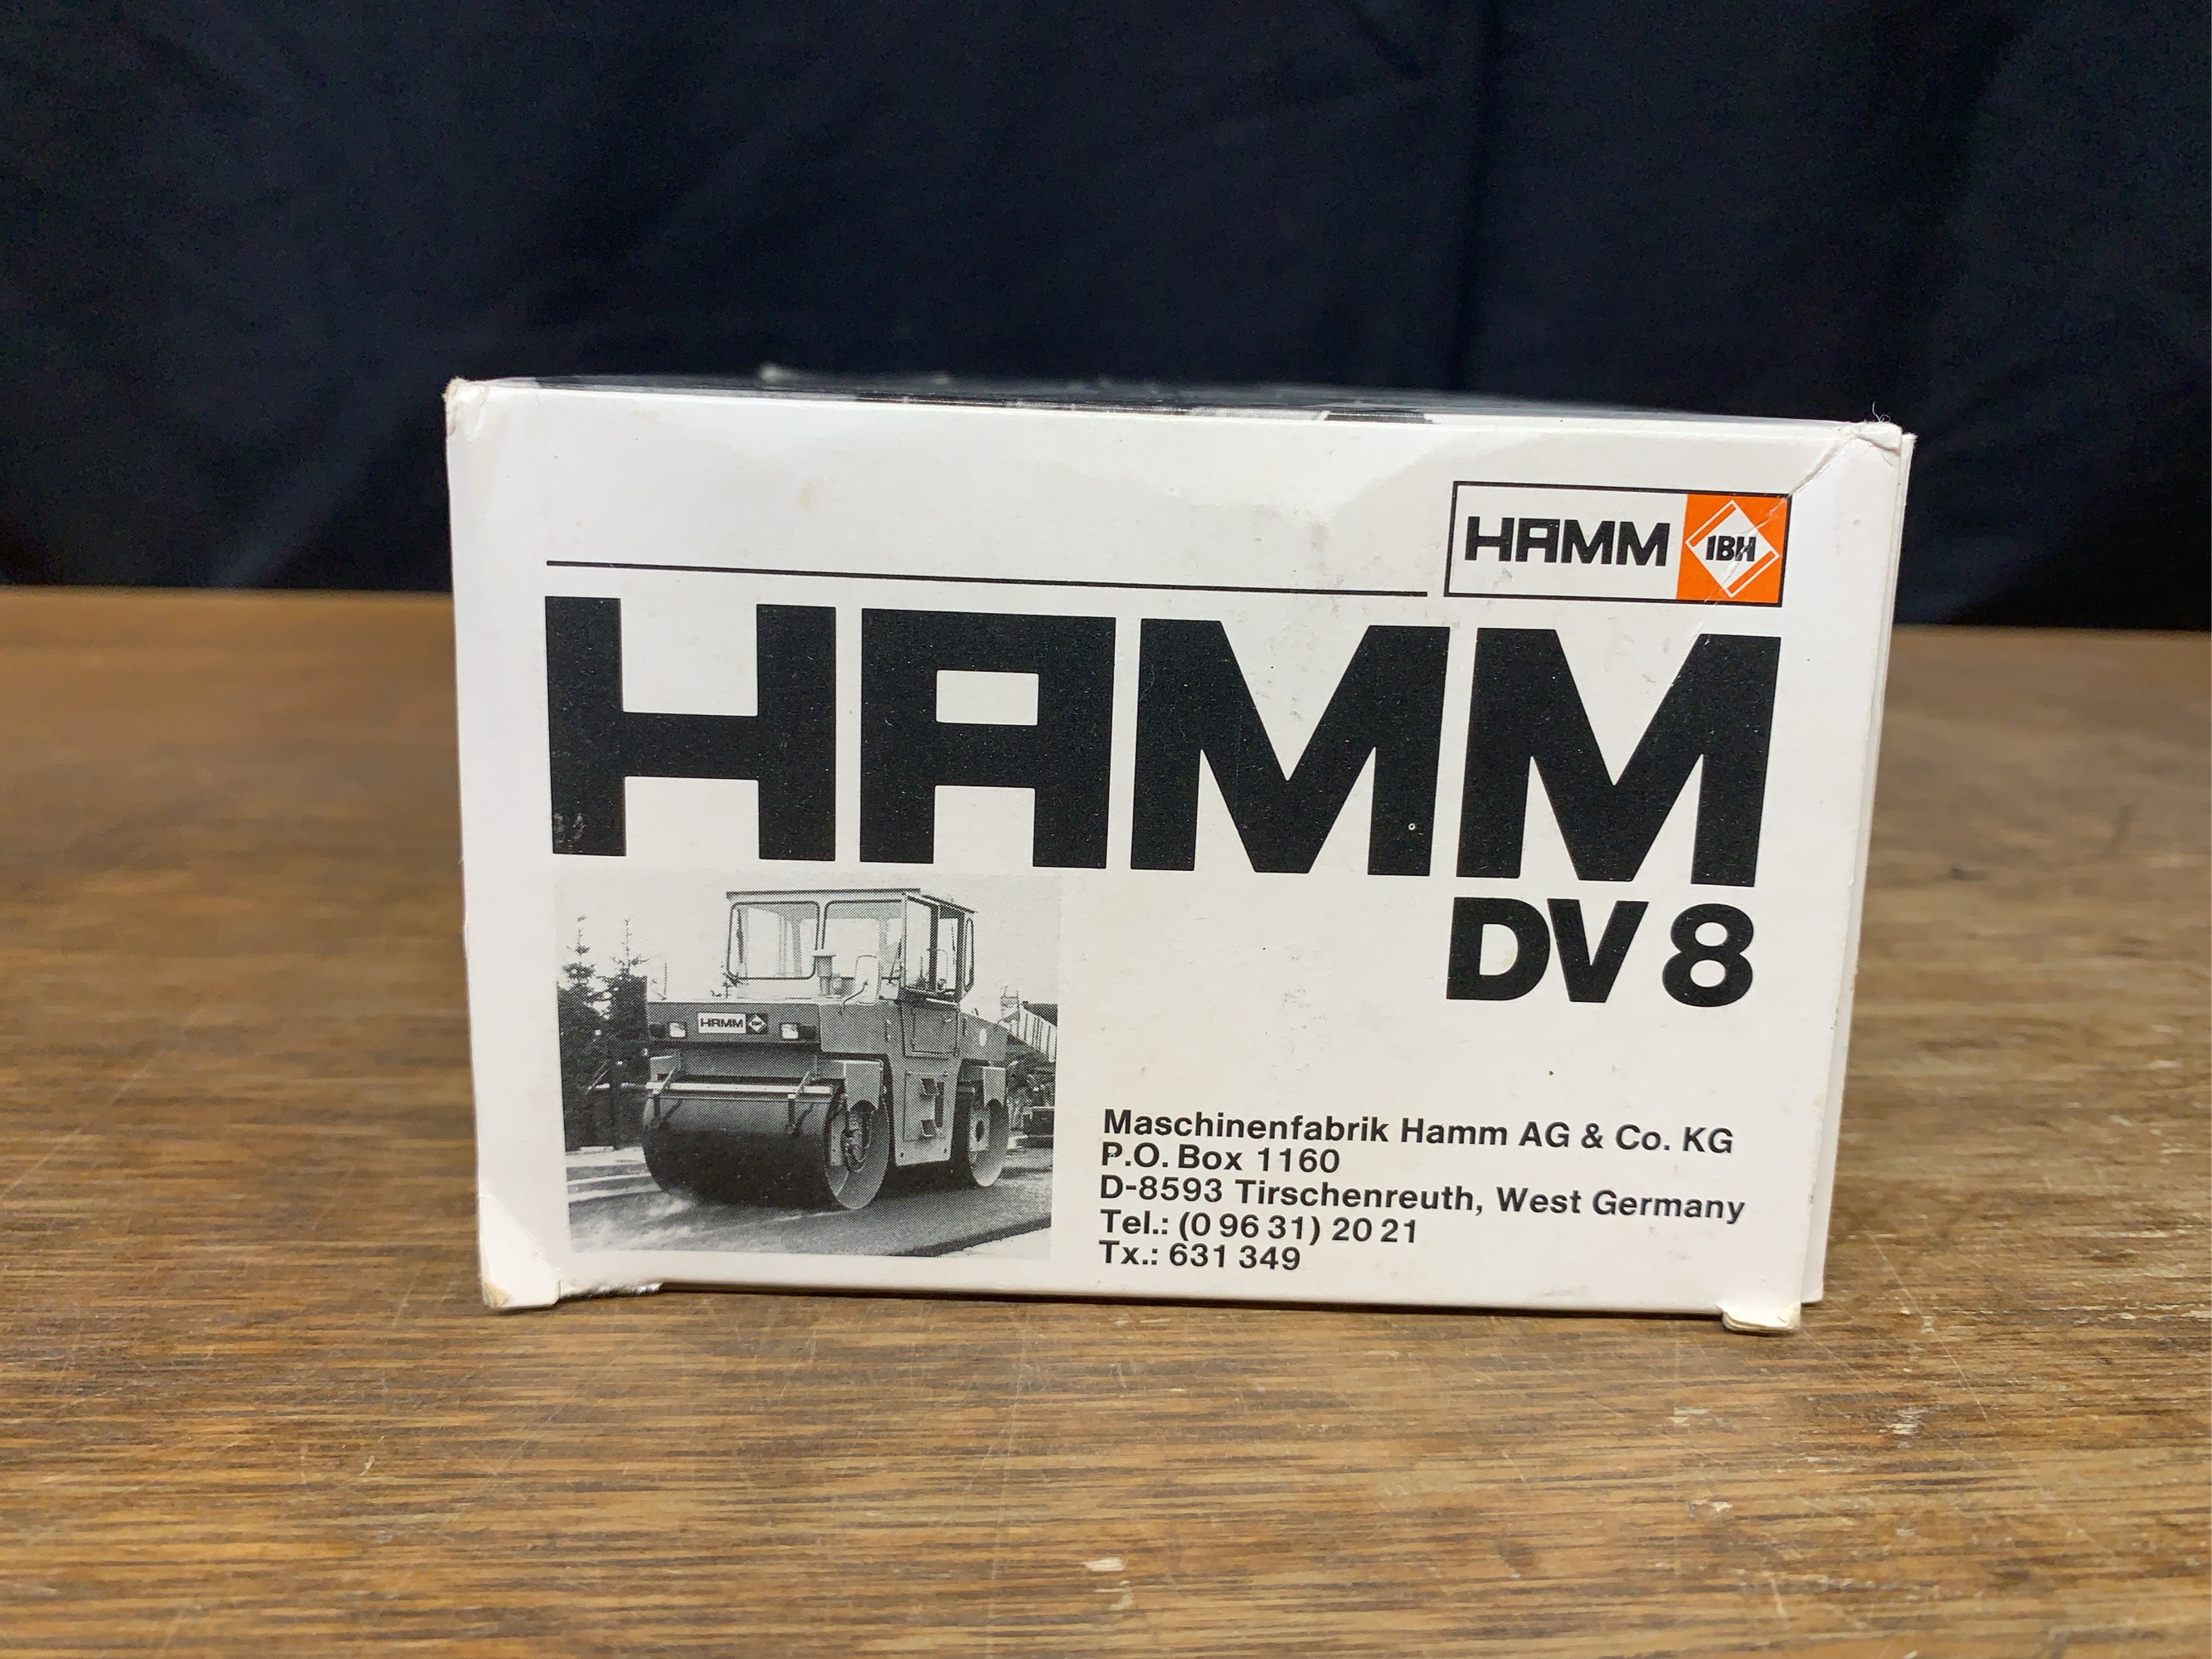 HAMM IBH
HAMM
DV 8
HAMM IBH
Maschinenfabrik Hamm AG & Co. KG
P.O. Box 1160
D-8593 Tirschenreuth, West Germany
Tel.: (0 96 31) 20 21
Tx.: 631 349